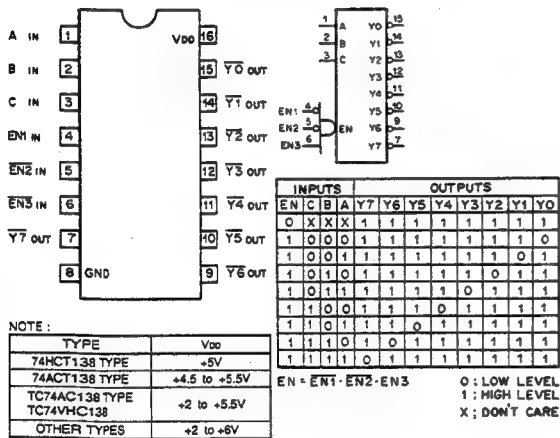 A IN 1
B IN 2
C IN 3
EN1 IN 4
EN2 IN 5
EN3 IN 6
Y7 OUT 7
8 GND
VDD 16
15 Y0 OUT
14 Y1 OUT
13 Y2 OUT
12 Y3 OUT
11 Y4 OUT
10 Y5 OUT
9 Y6 OUT
1 A Y0 15
2 B Y1 14
3 C Y2 13
Y3 12
Y4 11
EN1 4 Y5 10
EN2 5 EN Y6 9
EN3 6 Y7 7
INPUTS OUTPUTS
EN C B A Y7 Y6 Y5 Y4 Y3 Y2 Y1 Y0
0 X X X 1 1 1 1 1 1 1 1
1 0 0 0 1 1 1 1 1 1 1 0
1 0 0 1 1 1 1 1 1 1 0 1
1 0 1 0 1 1 1 1 1 0 1 1
1 0 1 1 1 1 1 1 0 1 1 1
1 1 0 0 1 1 1 0 1 1 1 1
1 1 0 1 1 1 0 1 1 1 1 1
1 1 1 0 1 0 1 1 1 1 1 1
1 1 1 1 0 1 1 1 1 1 1 1
EN = EN1 · EN2 · EN3
0 ; LOW LEVEL
1 ; HIGH LEVEL
X ; DON'T CARE
NOTE :
TYPE VDD
74HCT138 TYPE +5V
74ACT138 TYPE +4.5 to +5.5V
TC74AC138 TYPE
TC74VHC138 +2 to +5.5V
OTHER TYPES +2 to +6V